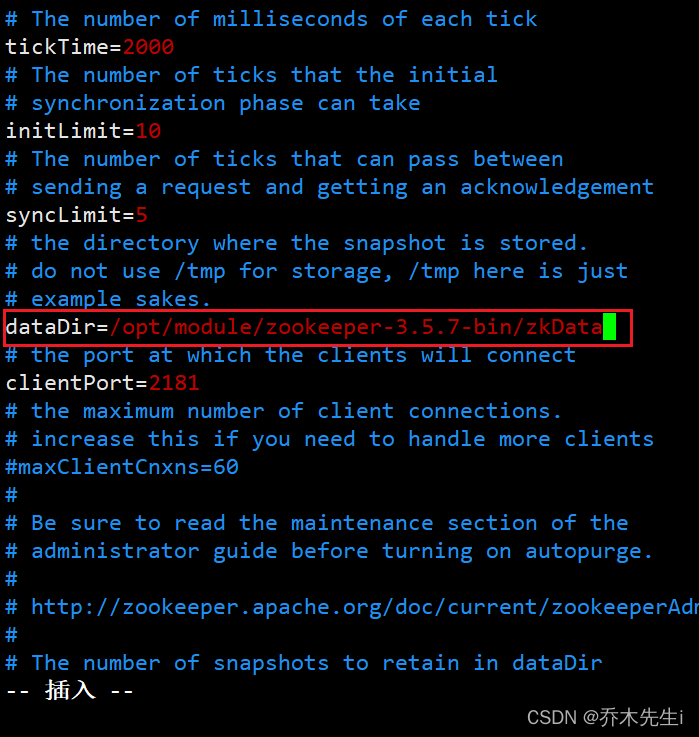 # The number of milliseconds of each tick
tickTime=2000
# The number of ticks that the initial
# synchronization phase can take
initLimit=10
# The number of ticks that can pass between
# sending a request and getting an acknowledgement
syncLimit=5
# the directory where the snapshot is stored.
# do not use /tmp for storage, /tmp here is just
# example sakes.
dataDir=/opt/module/zookeeper-3.5.7-bin/zkData
# the port at which the clients will connect
clientPort=2181
# the maximum number of client connections.
# increase this if you need to handle more clients
#maxClientCnxns=60
#
# Be sure to read the maintenance section of the
# administrator guide before turning on autopurge.
#
# http://zookeeper.apache.org/doc/current/zookeeperAdm
#
# The number of snapshots to retain in dataDir
-- 插入 --
CSDN @乔木先生i